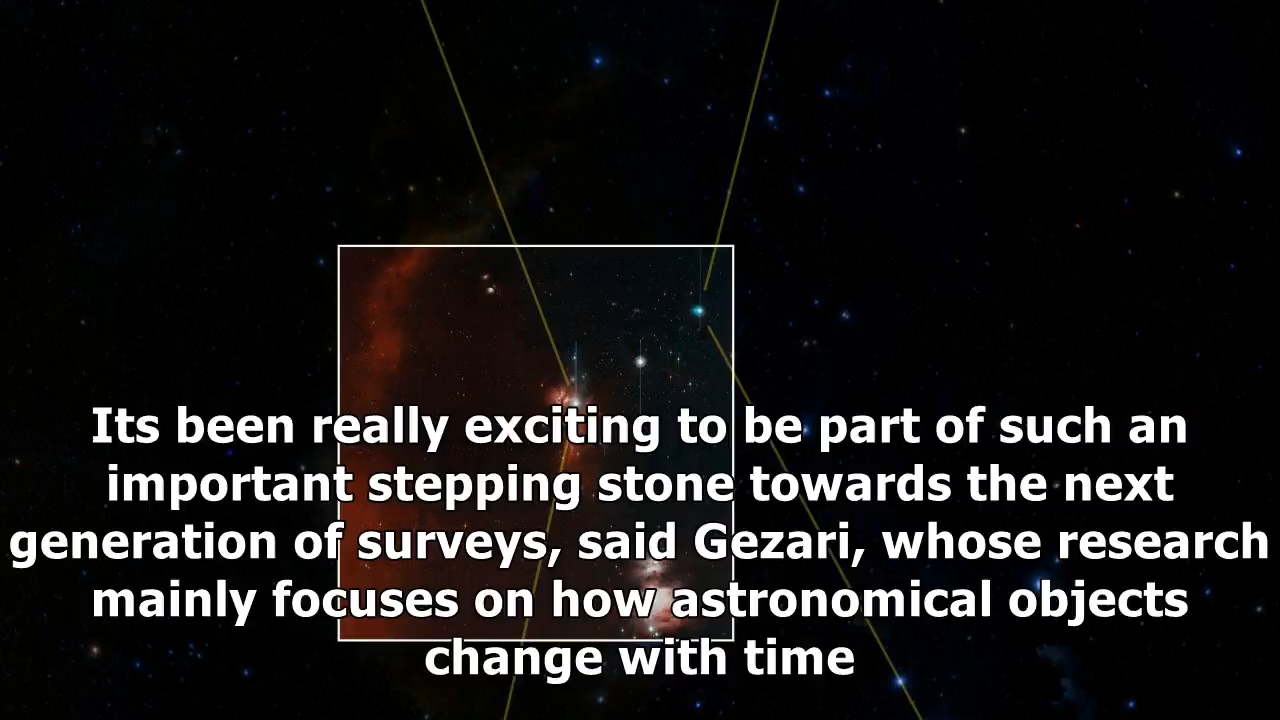 Its been really exciting to be part of such an
important stepping stone towards the next
generation of surveys, said Gezari, whose research
mainly focuses on how astronomical objects
change with time